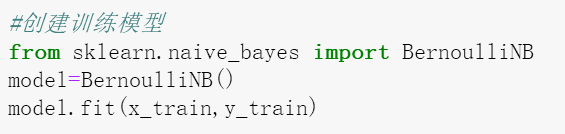 #创建训练模型
from sklearn.naive_bayes import BernoulliNB
model=BernoulliNB()
model.fit(x_train,y_train)